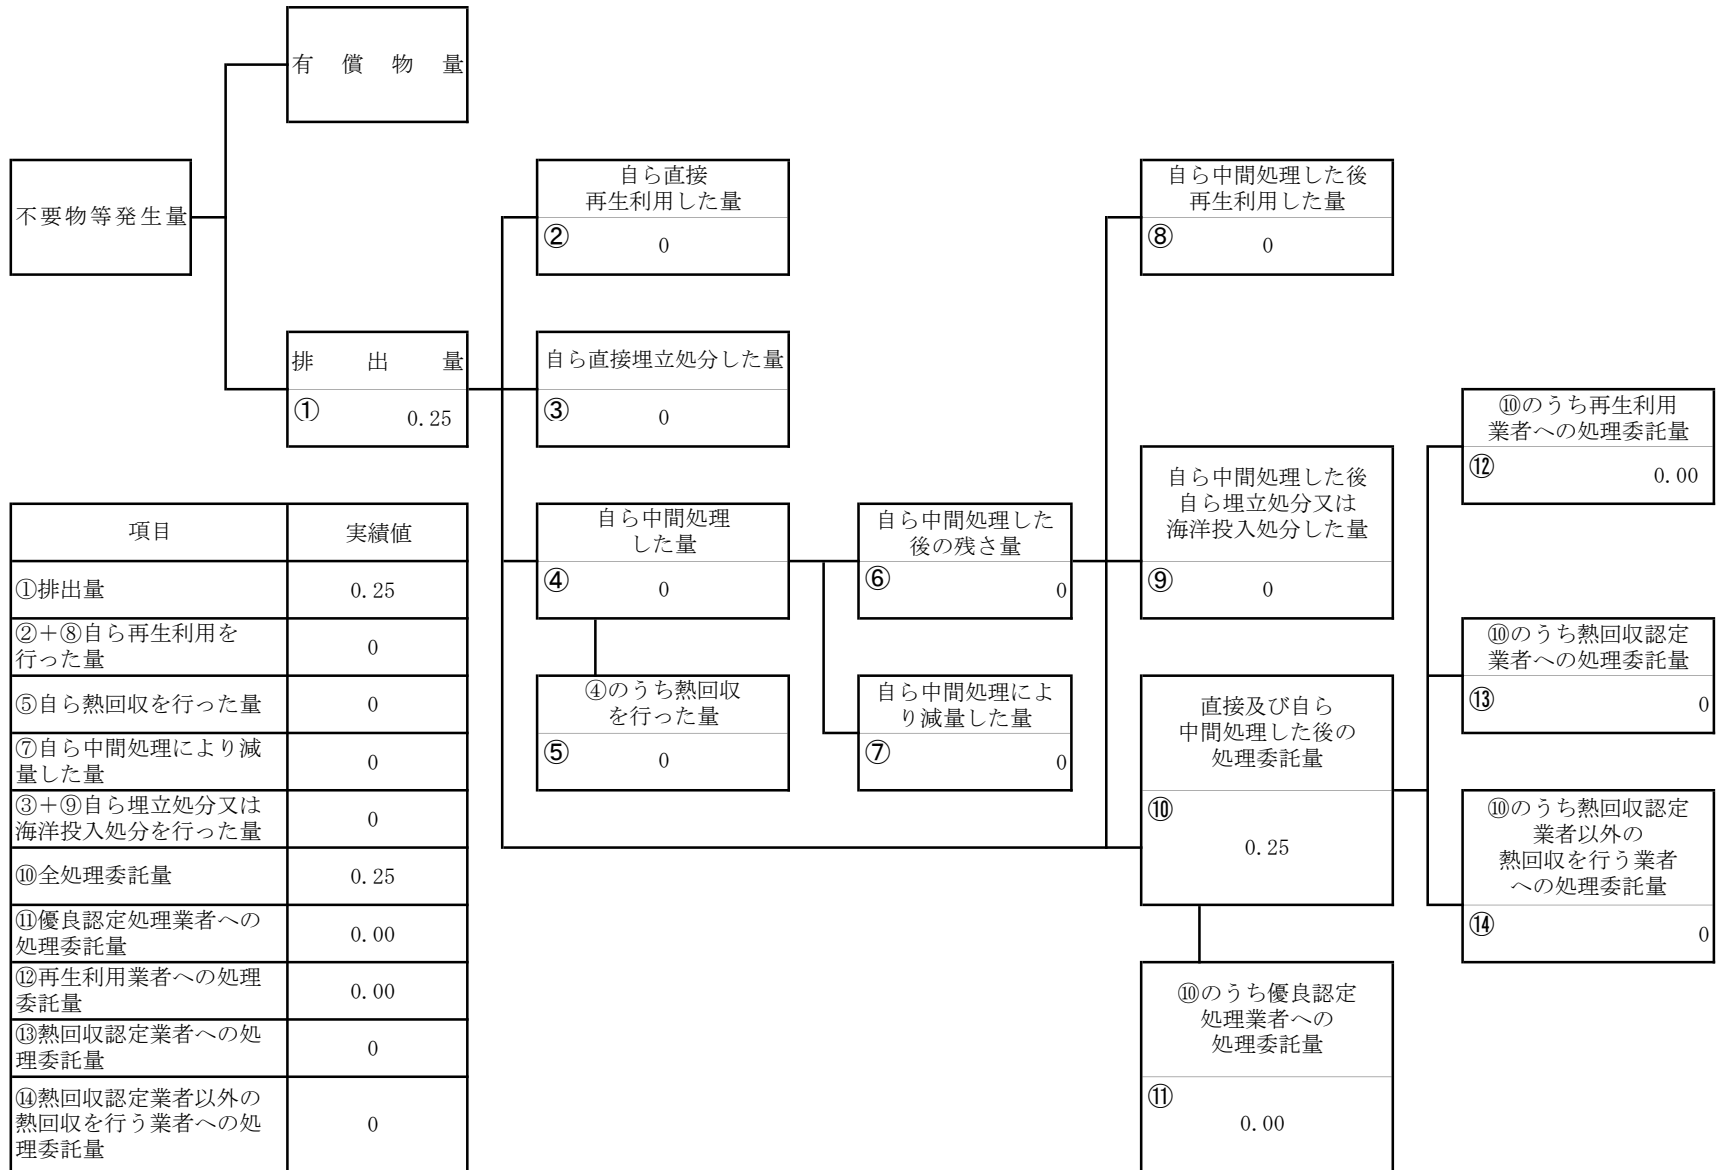 有償物量
不要物等発生量
排出量
①
0.25
自ら直接
再生利用した量
②
0
自ら直接埋立処分した量
③
0
自ら中間処理
した量
④
0
④のうち熱回収
を行った量
⑤
0
自ら中間処理した
後の残さ量
⑥
0
自ら中間処理によ
り減量した量
⑦
0
自ら中間処理した後
再生利用した量
⑧
0
自ら中間処理した後
自ら埋立処分又は
海洋投入処分した量
⑨
0
直接及び自ら
中間処理した後の
処理委託量
⑩
0.25
⑩のうち優良認定
処理業者への
処理委託量
⑪
0.00
⑩のうち再生利用
業者への処理委託量
⑫
0.00
⑩のうち熱回収認定
業者への処理委託量
⑬
0
⑩のうち熱回収認定
業者以外の
熱回収を行う業者
への処理委託量
⑭
0
項目 実績値
①排出量 0.25
②+⑧自ら再生利用を
行った量 0
⑤自ら熱回収を行った量 0
⑦自ら中間処理により減
量した量 0
③+⑨自ら埋立処分又は
海洋投入処分を行った量 0
⑩全処理委託量 0.25
⑪優良認定処理業者への
処理委託量 0.00
⑫再生利用業者への処理
委託量 0.00
⑬熱回収認定業者への処
理委託量 0
⑭熱回収認定業者以外の
熱回収を行う業者への処
理委託量 0